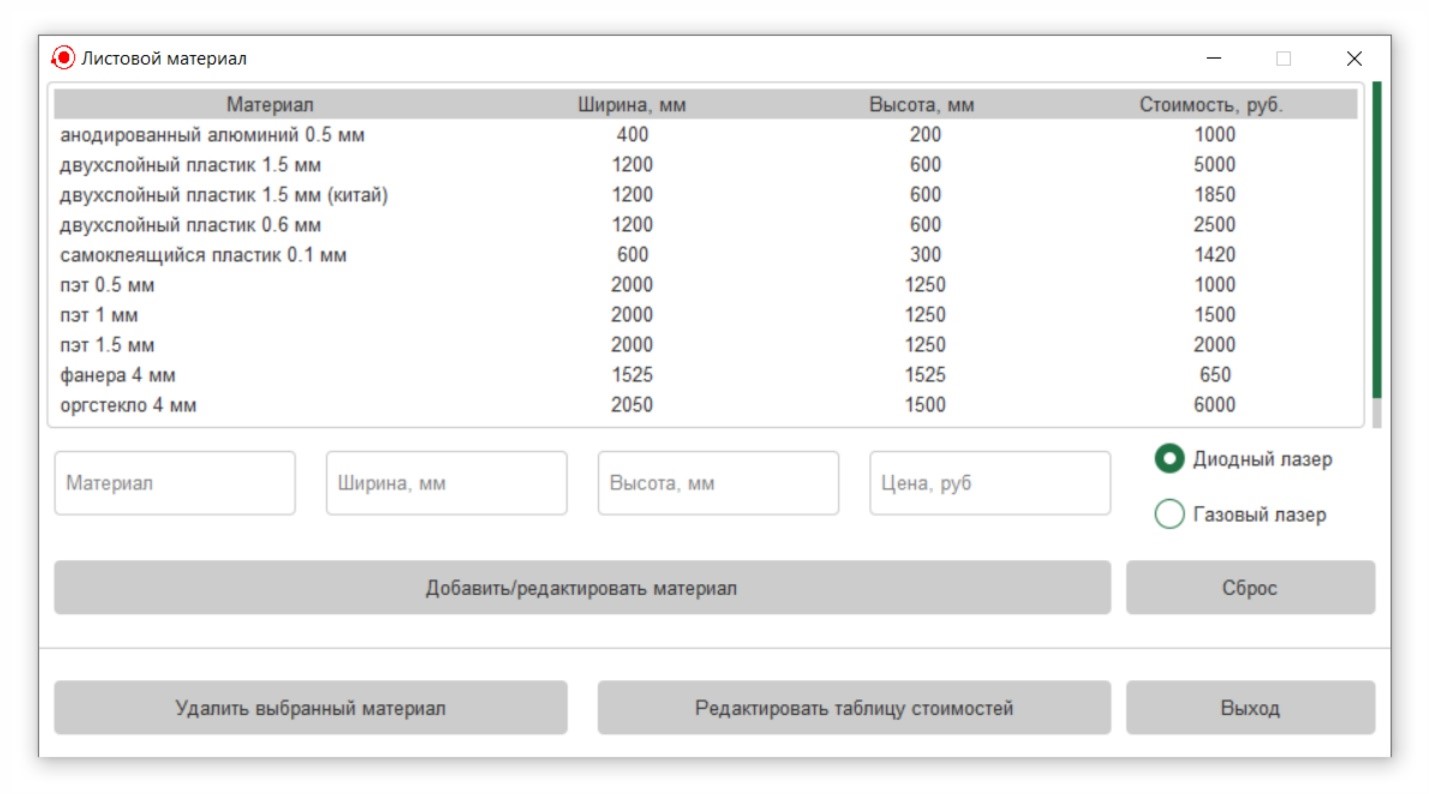 Листовой материал
Материал Ширина, мм Высота, мм Стоимость, руб.
анодированный алюминий 0.5 мм 400 200 1000
двухслойный пластик 1.5 мм 1200 600 5000
двухслойный пластик 1.5 мм (китай) 1200 600 1850
двухслойный пластик 0.6 мм 1200 600 2500
самоклеящийся пластик 0.1 мм 600 300 1420
пэт 0.5 мм 2000 1250 1000
пэт 1 мм 2000 1250 1500
пэт 1.5 мм 2000 1250 2000
фанера 4 мм 1525 1525 650
оргстекло 4 мм 2050 1500 6000
Материал Ширина, мм Высота, мм Цена, руб
Диодный лазер
Газовый лазер
Добавить/редактировать материал Сброс
Удалить выбранный материал Редактировать таблицу стоимостей Выход